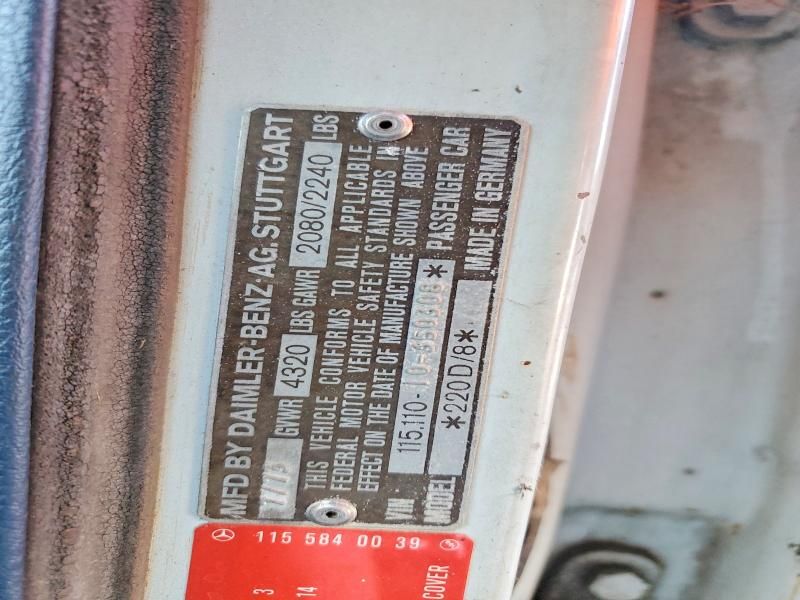 MFD BY DAIMLER-BENZ·AG·STUTTGART
7/73 GVWR 4320 LBS GAWR 2080/2240 LBS
THIS VEHICLE CONFORMS TO ALL APPLICABLE
FEDERAL MOTOR VEHICLE SAFETY STANDARDS IN
EFFECT ON THE DATE OF MANUFACTURE SHOWN ABOVE
VIN: 115.110-10- PASSENGER CAR
MODEL *220D/8* MADE IN GERMANY
115 584 00 39
3
14
COVER